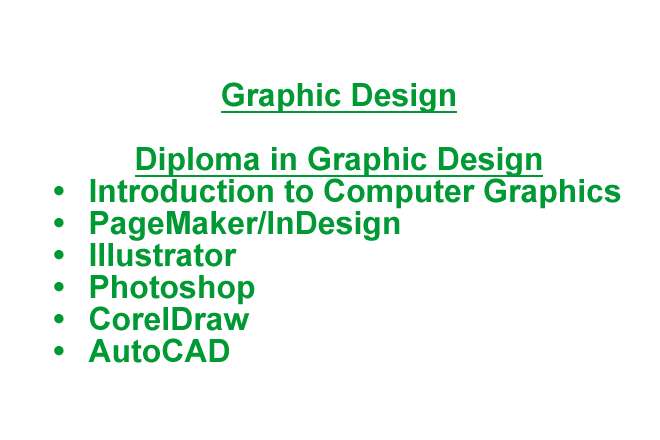 Graphic Design
Diploma in Graphic Design
• Introduction to Computer Graphics
• PageMaker/InDesign
• Illustrator
• Photoshop
• CorelDraw
• AutoCAD